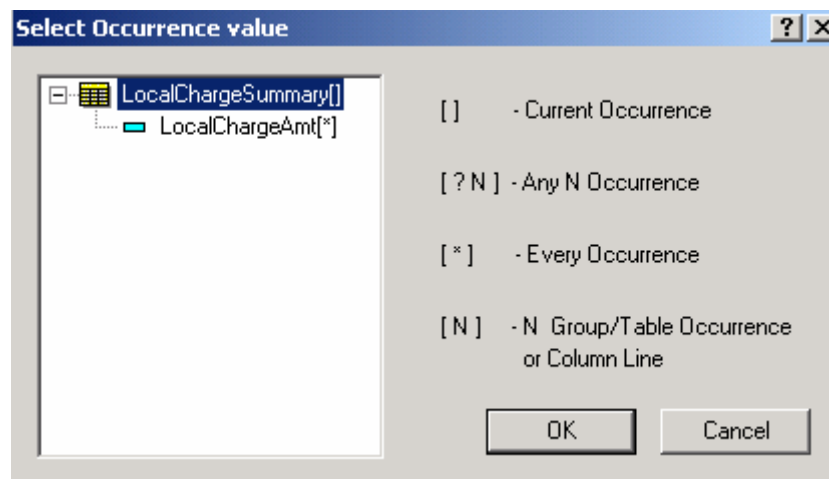 Select Occurrence value
LocalChargeSummary[]
LocalChargeAmt[*]
[ ] - Current Occurrence
[ ? N ] - Any N Occurrence
[ * ] - Every Occurrence
[ N ] - N Group/Table Occurrence
or Column Line
OK Cancel